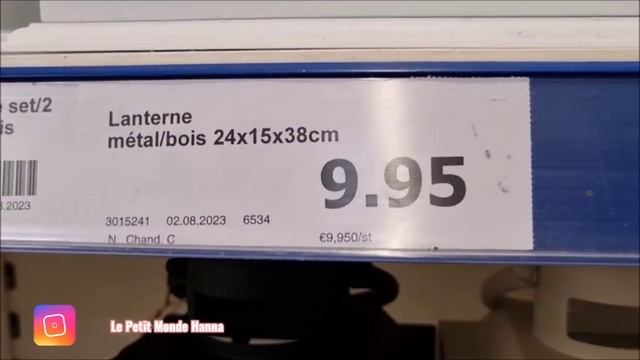 e set/2
is
8.2023
Lanterne
métal/bois 24x15x38cm
9.95
3015241 02.08.2023 6534
N Chand. C
€9,950/st
Le Petit Monde Hanna